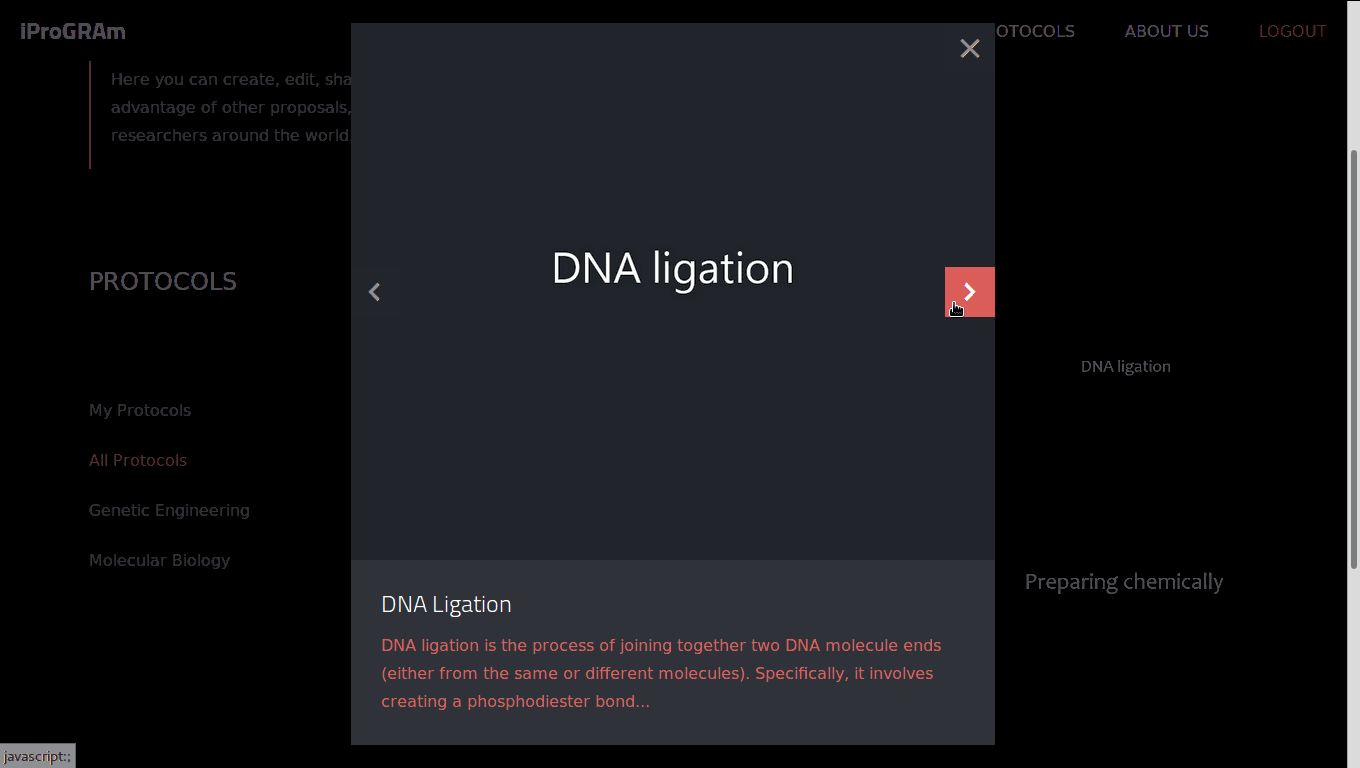 iProGRAm
OTOCOLS
ABOUT US
LOGOUT
Here you can create, edit, sha
advantage of other proposals,
researchers around the world.
PROTOCOLS
My Protocols
All Protocols
Genetic Engineering
Molecular Biology
DNA ligation
DNA Ligation
DNA ligation is the process of joining together two DNA molecule ends
(either from the same or different molecules). Specifically, it involves
creating a phosphodiester bond...
DNA ligation
Preparing chemically
javascript:;